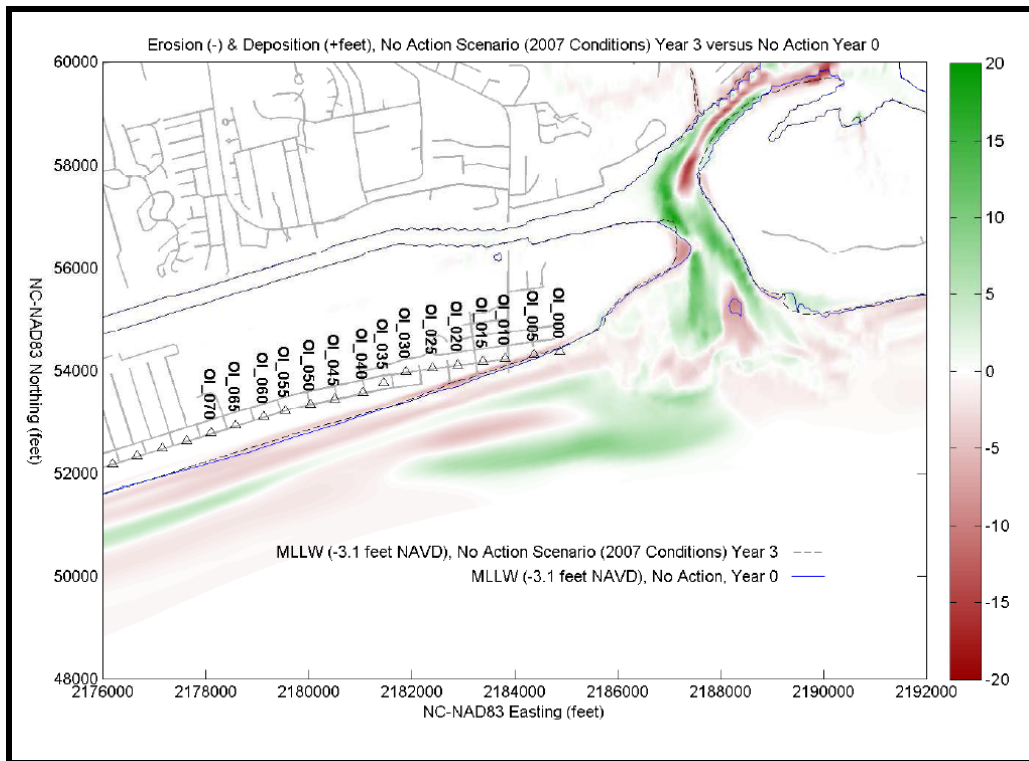 Erosion (-) & Deposition (+feet), No Action Scenario (2007 Conditions) Year 3 versus No Action Year 0
60000
58000
56000
54000
52000
50000
48000
NC-NAD83 Northing (feet)
OI_070
OI_065
OI_060
OI_055
OI_050
OI_045
OI_040
OI_035
OI_030
OI_025
OI_020
OI_015
OI_010
OI_005
OI_000
MLLW (-3.1 feet NAVD), No Action Scenario (2007 Conditions) Year 3
MLLW (-3.1 feet NAVD), No Action, Year 0
2176000 2178000 2180000 2182000 2184000 2186000 2188000 2190000 2192000
NC-NAD83 Easting (feet)
20
15
10
5
0
-5
-10
-15
-20